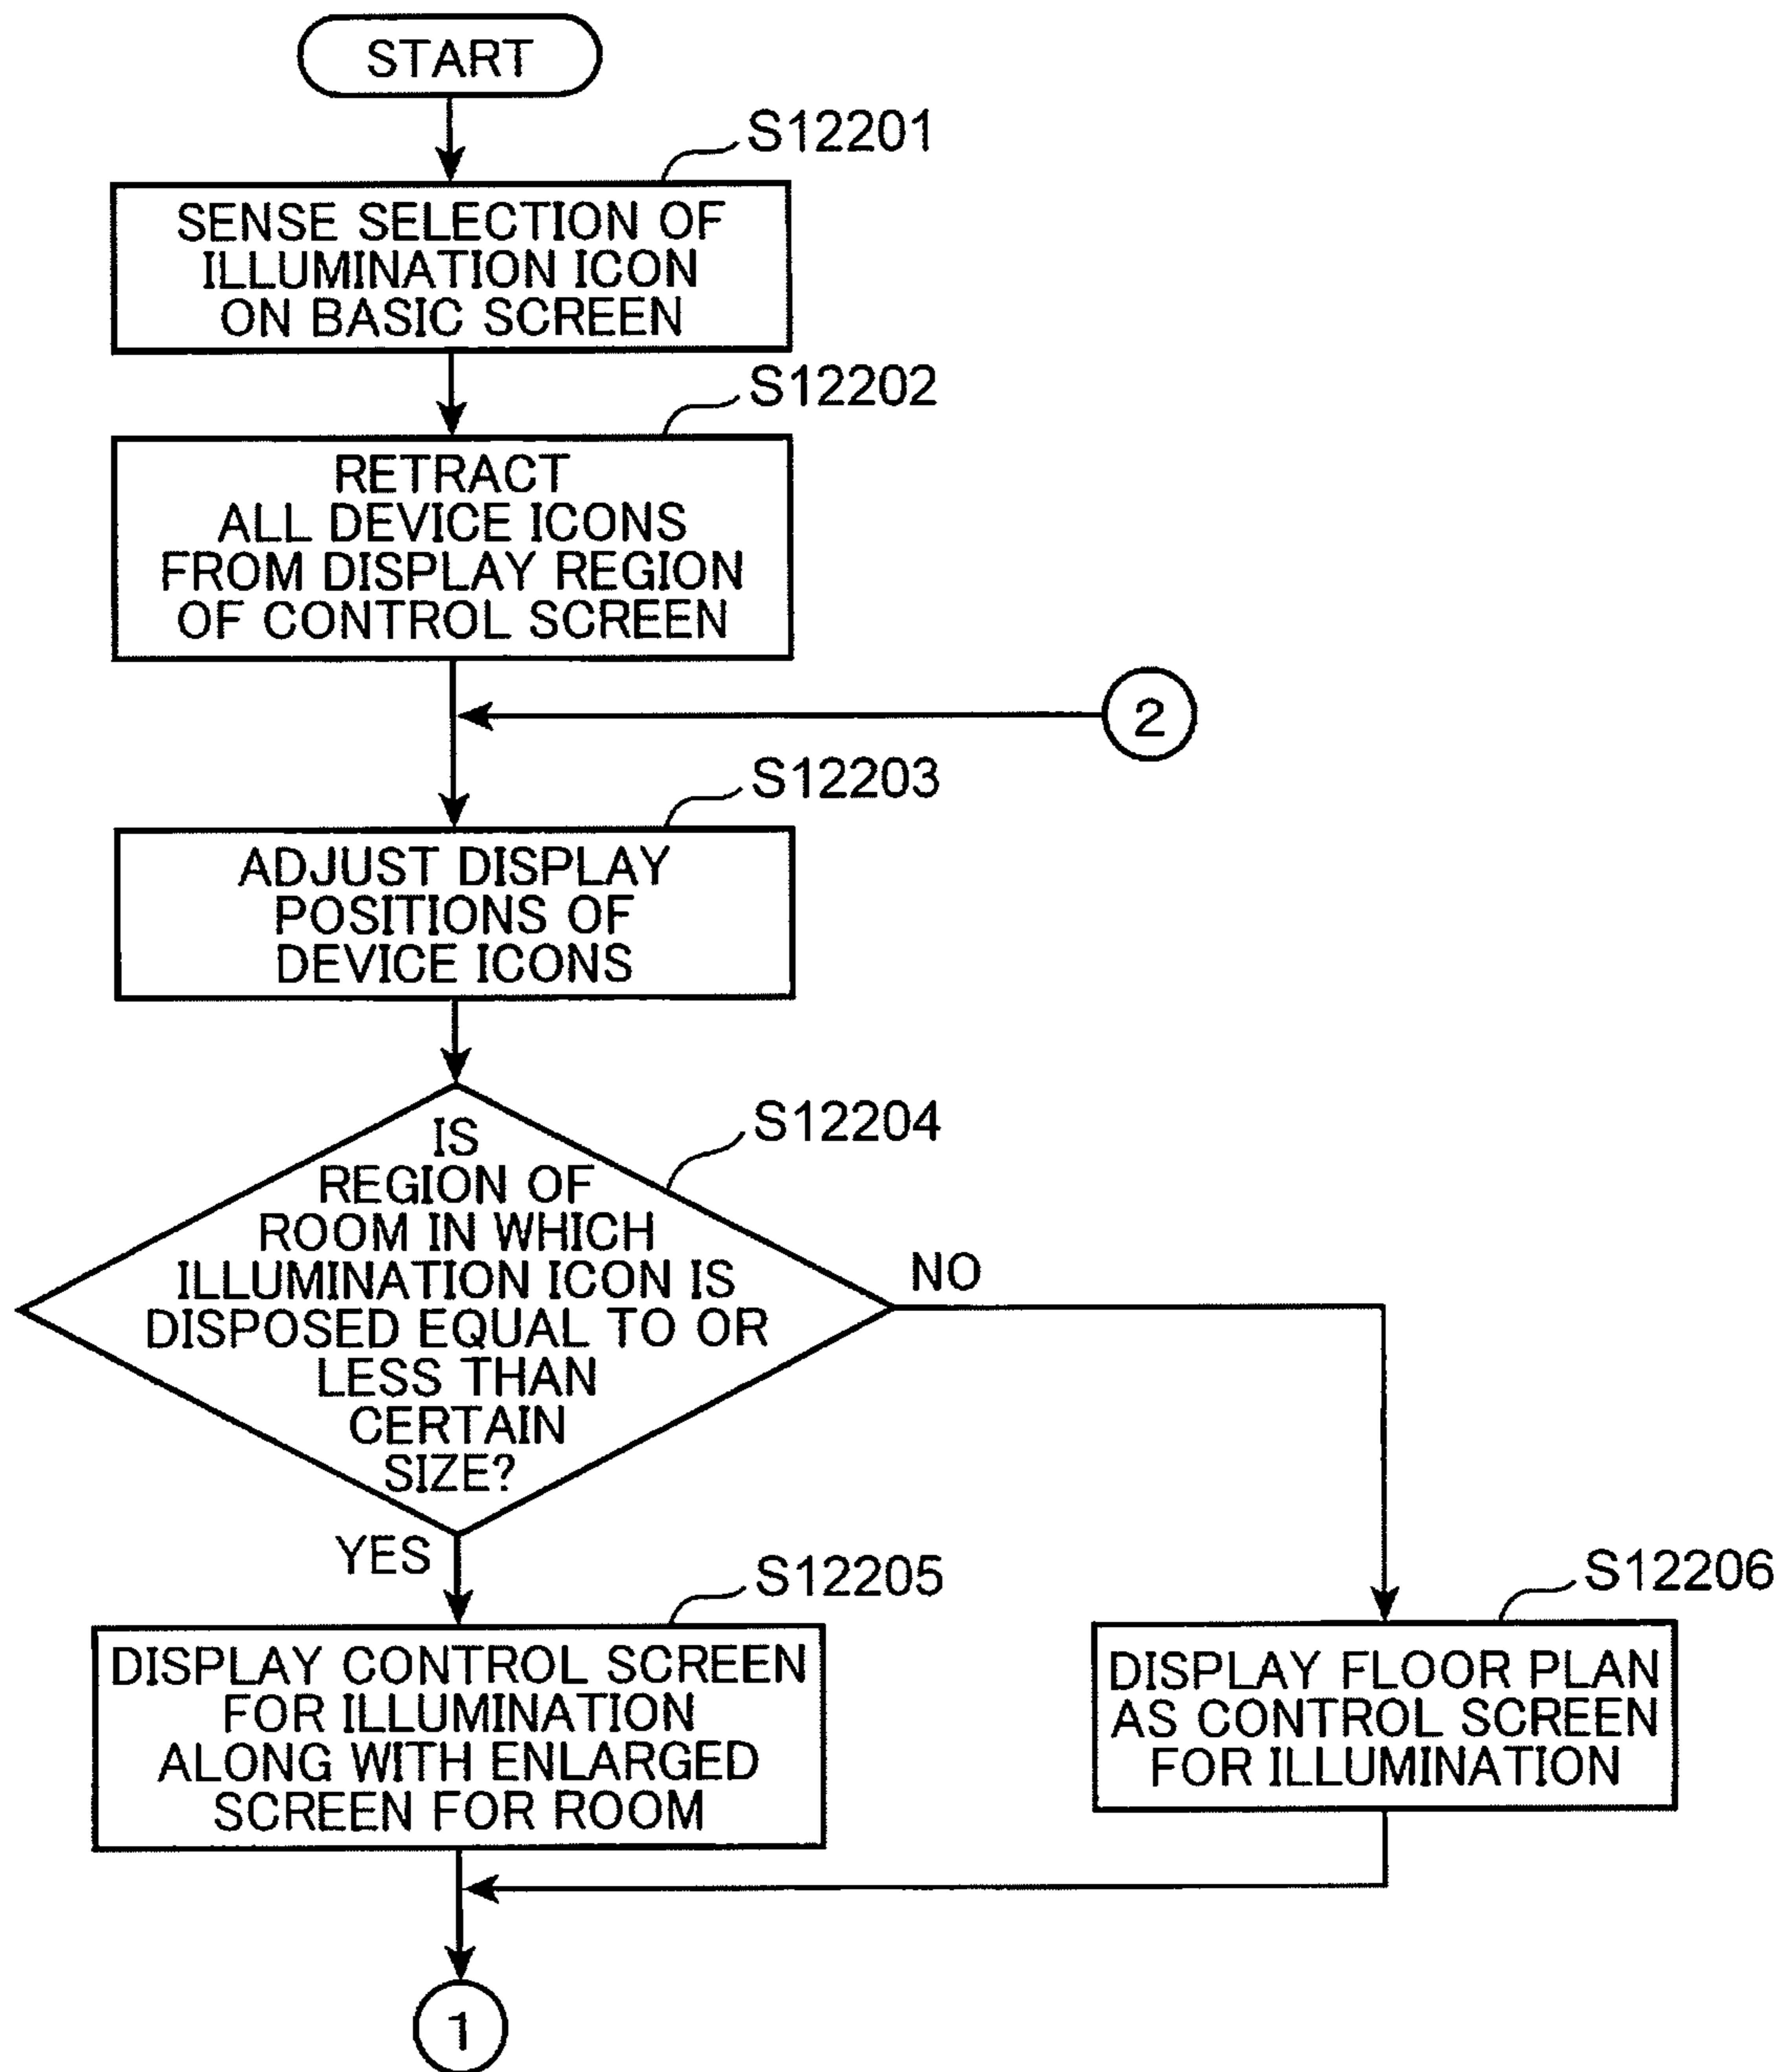 START
S12201
SENSE SELECTION OF
ILLUMINATION ICON
ON BASIC SCREEN
S12202
RETRACT
ALL DEVICE ICONS
FROM DISPLAY REGION
OF CONTROL SCREEN
2
S12203
ADJUST DISPLAY
POSITIONS OF
DEVICE ICONS
S12204
IS
REGION OF
ROOM IN WHICH
ILLUMINATION ICON IS
DISPOSED EQUAL TO OR
LESS THAN
CERTAIN
SIZE?
NO
YES
S12205
DISPLAY CONTROL SCREEN
FOR ILLUMINATION
ALONG WITH ENLARGED
SCREEN FOR ROOM
S12206
DISPLAY FLOOR PLAN
AS CONTROL SCREEN
FOR ILLUMINATION
1